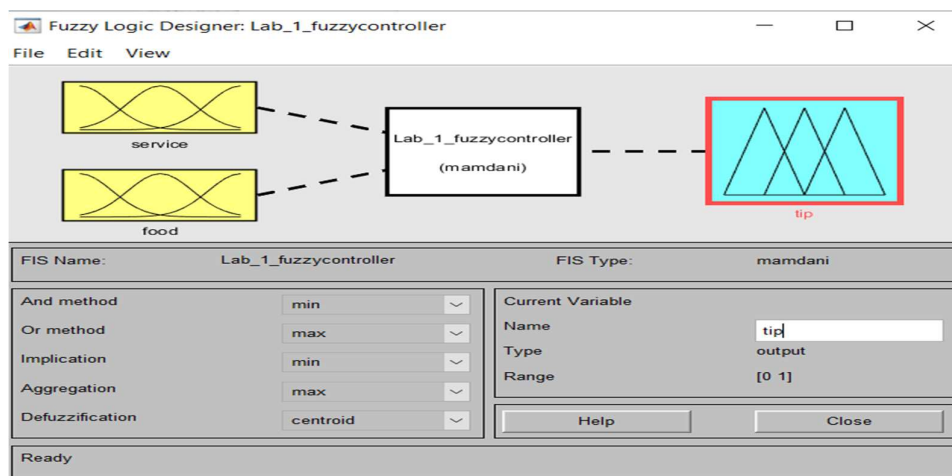 Fuzzy Logic Designer: Lab_1_fuzzycontroller
File Edit View
service
food
Lab_1_fuzzycontroller
(mamdani)
tip
FIS Name: Lab_1_fuzzycontroller FIS Type: mamdani
And method min
Or method max
Implication min
Aggregation max
Defuzzification centroid
Current Variable
Name tip
Type output
Range [0 1]
Help Close
Ready